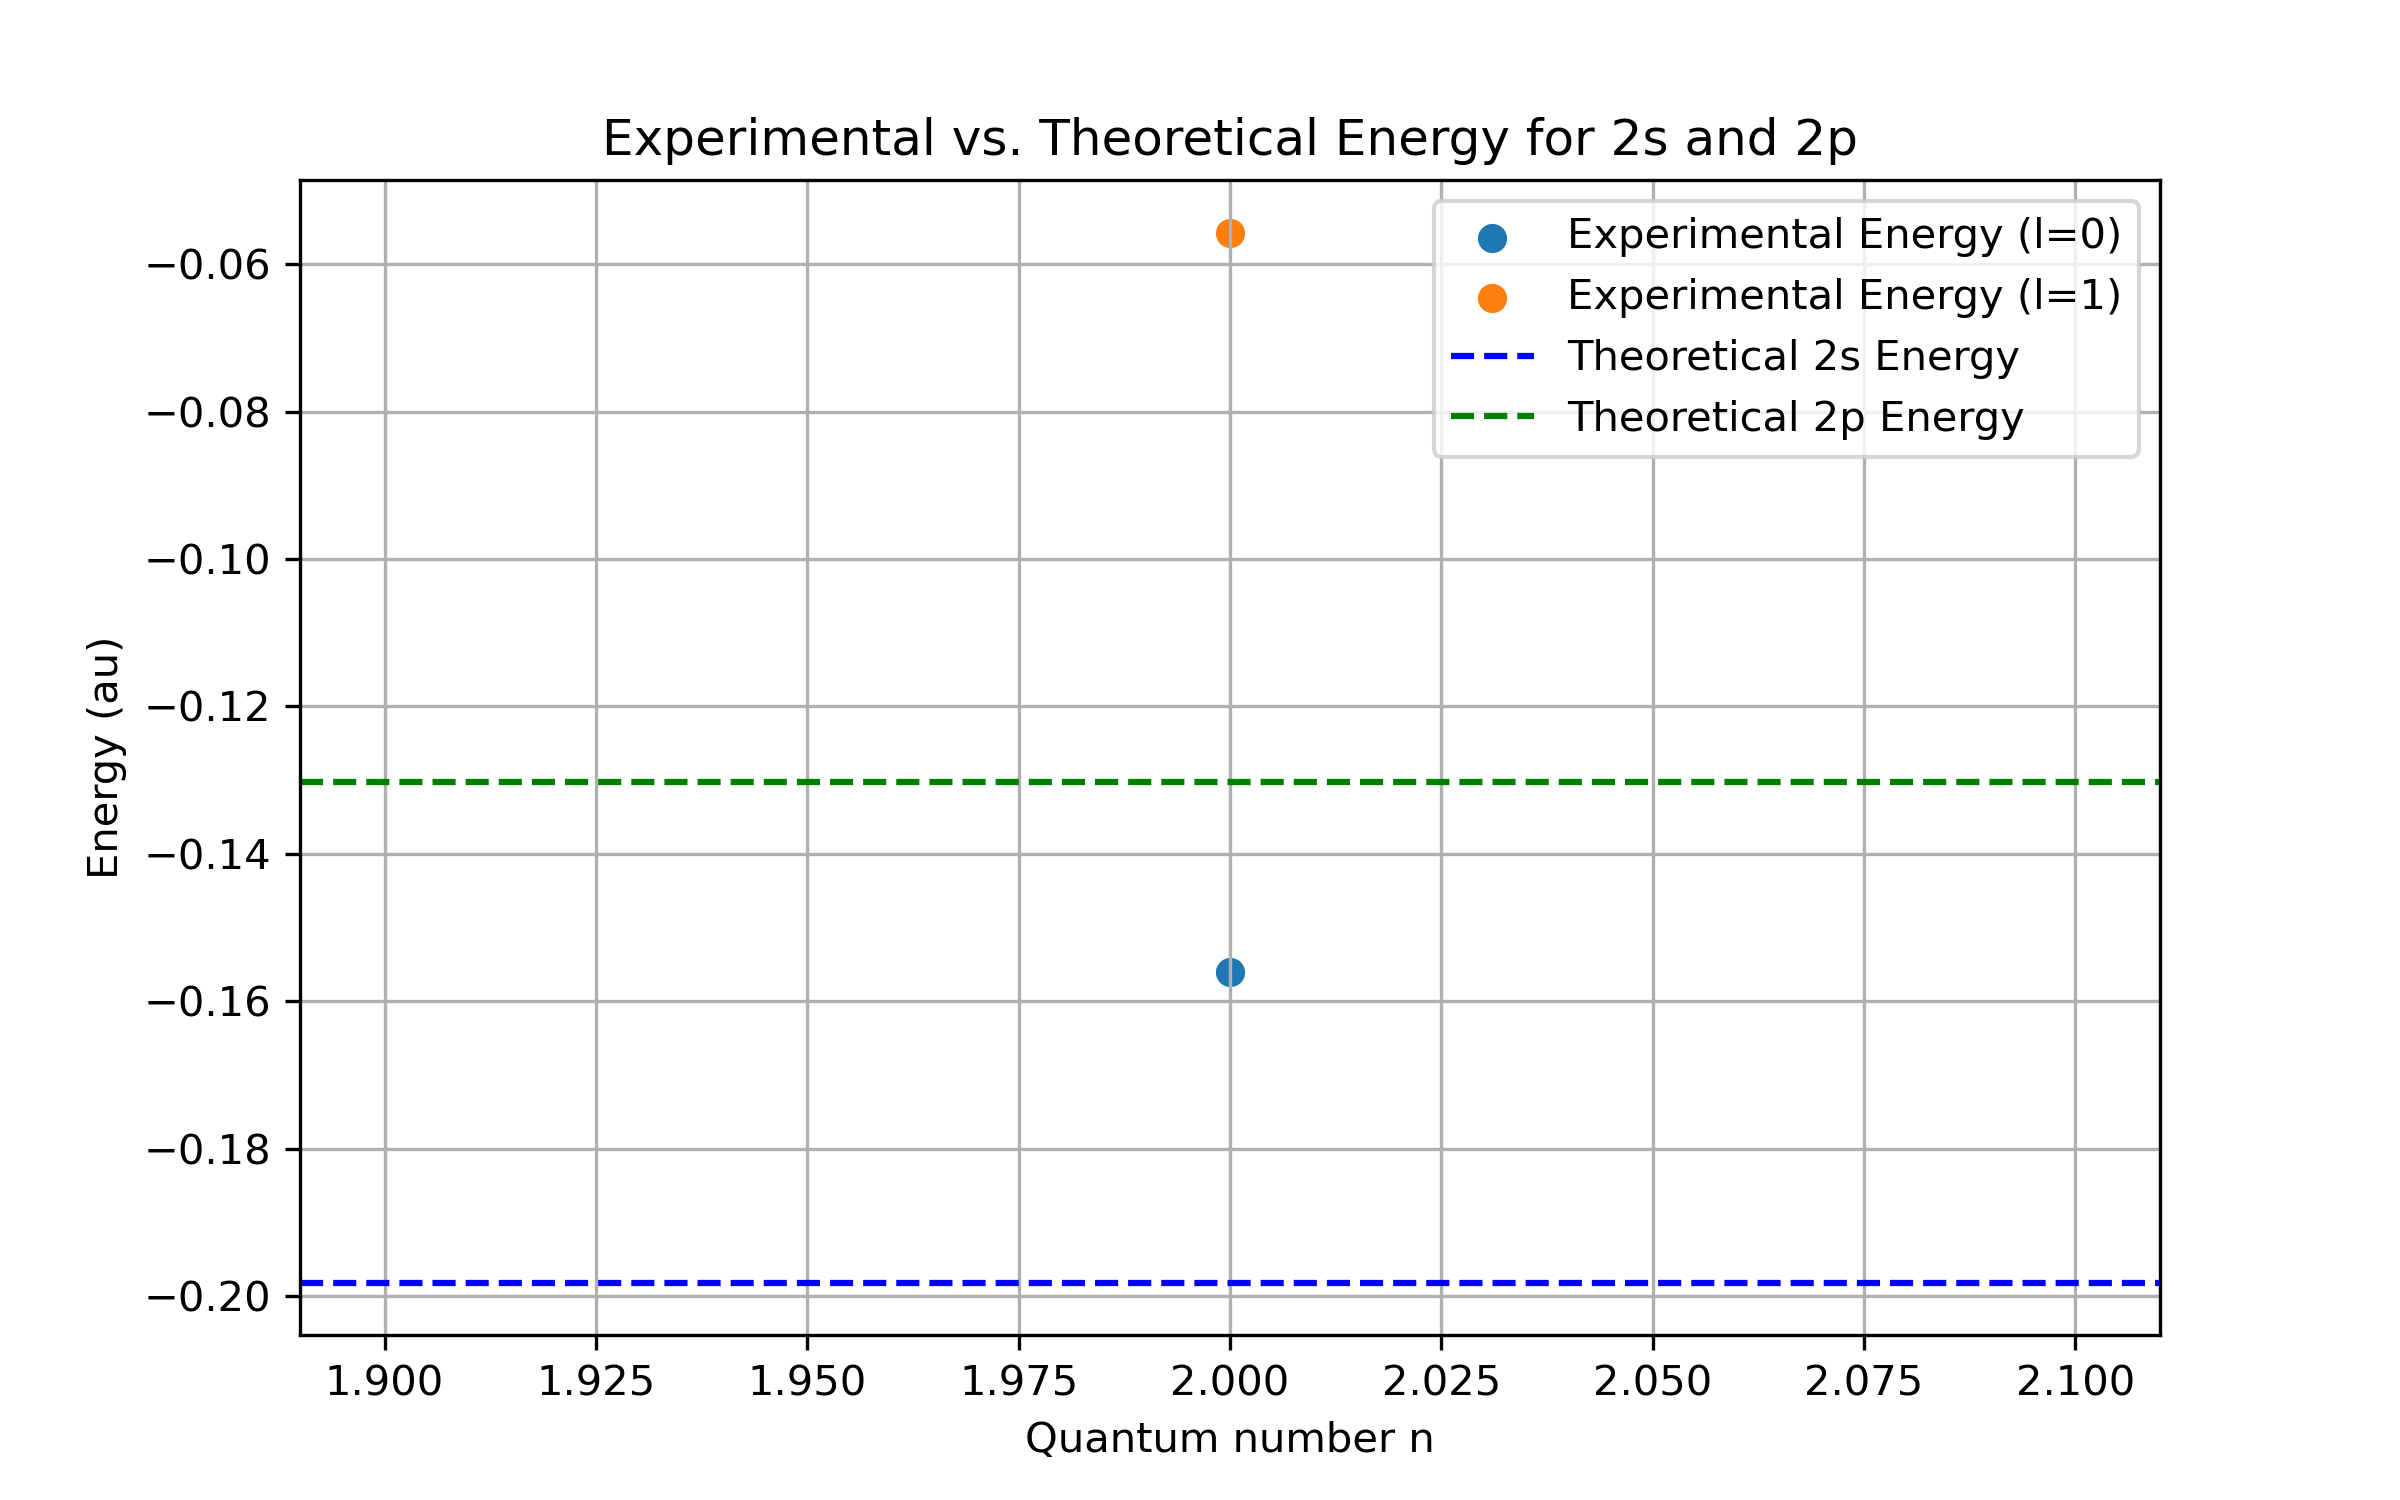 Experimental vs. Theoretical Energy for 2s and 2p
Experimental Energy (l=0)
Experimental Energy (l=1)
Theoretical 2s Energy
Theoretical 2p Energy
Energy (au)
−0.06
−0.08
−0.10
−0.12
−0.14
−0.16
−0.18
−0.20
1.900 1.925 1.950 1.975 2.000 2.025 2.050 2.075 2.100
Quantum number n